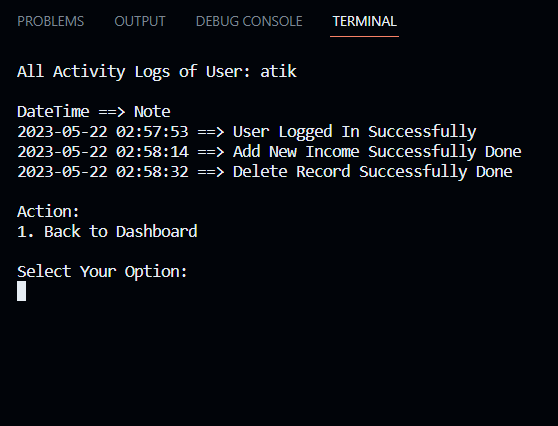 PROBLEMS OUTPUT DEBUG CONSOLE TERMINAL
All Activity Logs of User: atik
DateTime ==> Note
2023-05-22 02:57:53 ==> User Logged In Successfully
2023-05-22 02:58:14 ==> Add New Income Successfully Done
2023-05-22 02:58:32 ==> Delete Record Successfully Done
Action:
1. Back to Dashboard
Select Your Option: